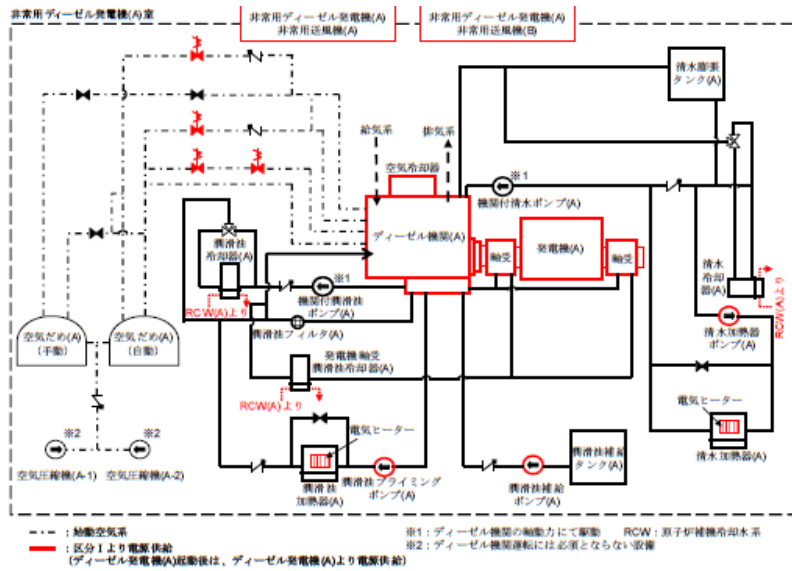 非常用ディーゼル発電機(A)室
非常用ディーゼル発電機(A)
非常用送風機(A)
非常用ディーゼル発電機(A)
非常用送風機(B)
清水膨張
タンク(A)
給気系
排気系
空気冷却器
※1
機関付清水ポンプ(A)
ディーゼル機関(A)
軸受
発電機(A)
軸受
潤滑油
冷却器(A)
※1
機関付潤滑油
ポンプ(A)
RCW(A)より
潤滑油フィルタ(A)
清水
冷却器(A)
RCW(A)より
清水加熱器
ポンプ(A)
空気だめ(A)
(手動)
空気だめ(A)
(自動)
発電機軸受
潤滑油冷却器(A)
RCW(A)より
電気ヒーター
電気ヒーター
※2
※2
空気圧縮機(A-1)
空気圧縮機(A-2)
潤滑油
加熱器(A)
潤滑油プライミング
ポンプ(A)
潤滑油補給
ポンプ(A)
潤滑油補給
タンク(A)
清水加熱器(A)
:始動空気系
:区分Ⅰより電源供給
(ディーゼル発電機(A)起動後は、ディーゼル発電機(A)より電源供給)
※1:ディーゼル機関の軸動力にて駆動 RCW:原子炉補機冷却水系
※2:ディーゼル機関運転には必須とならない設備